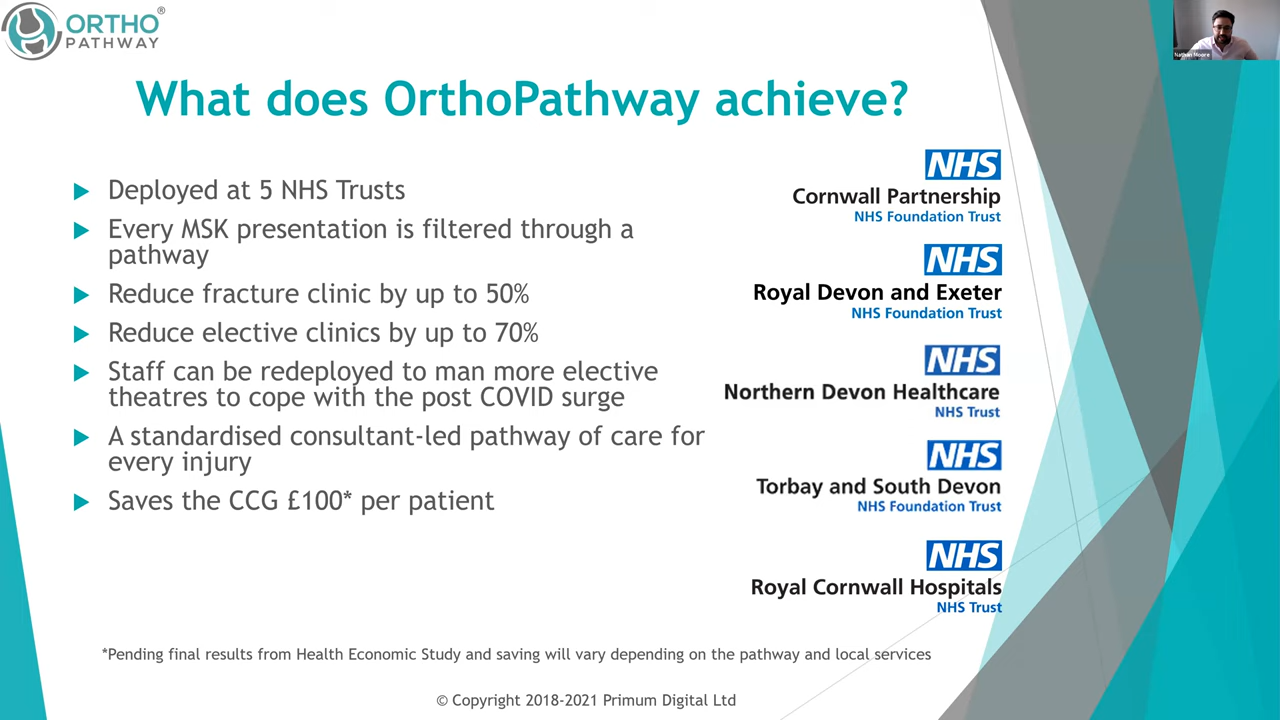 ORTHO®
PATHWAY
Nathan Moore
What does OrthoPathway achieve?
Deployed at 5 NHS Trusts
Every MSK presentation is filtered through a
pathway
Reduce fracture clinic by up to 50%
Reduce elective clinics by up to 70%
Staff can be redeployed to man more elective
theatres to cope with the post COVID surge
A standardised consultant-led pathway of care for
every injury
Saves the CCG £100* per patient
NHS
Cornwall Partnership
NHS Foundation Trust
NHS
Royal Devon and Exeter
NHS Foundation Trust
NHS
Northern Devon Healthcare
NHS Trust
NHS
Torbay and South Devon
NHS Foundation Trust
NHS
Royal Cornwall Hospitals
NHS Trust
*Pending final results from Health Economic Study and saving will vary depending on the pathway and local services
© Copyright 2018-2021 Primum Digital Ltd